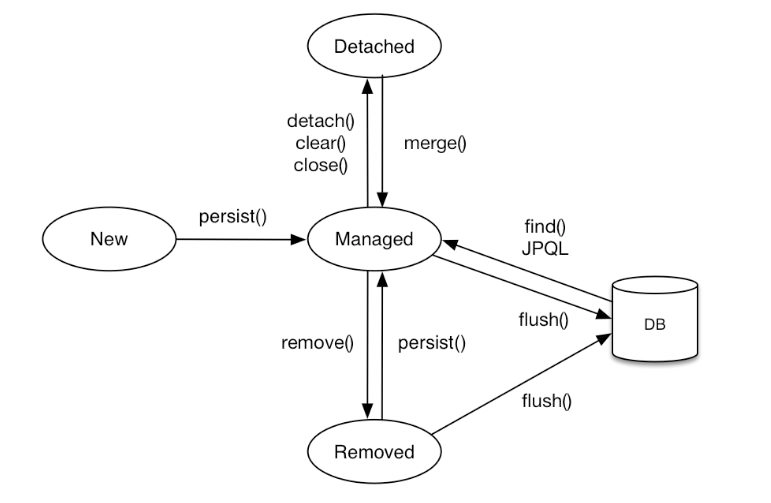 Detached
detach()
clear()
close()
merge()
persist()
New
Managed
find()
JPQL
flush()
DB
remove()
persist()
flush()
Removed